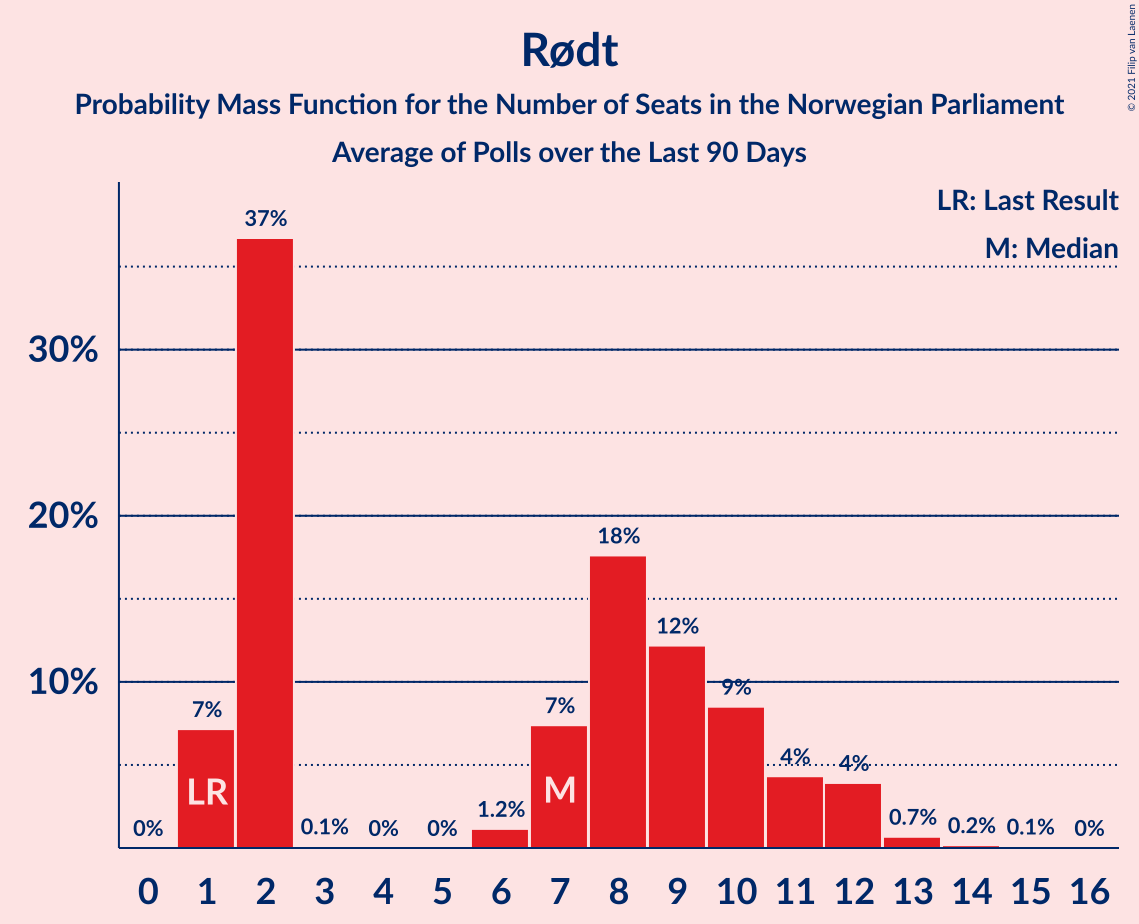 Rødt
Probability Mass Function for the Number of Seats in the Norwegian Parliament
Average of Polls over the Last 90 Days
© 2021 Filip van Laenen
LR: Last Result
M: Median
37%
30%
20%
18%
12%
10%
9%
7%
7%
4%
4%
LR
M
1.2%
0.7%
0%
0.1%
0%
0%
0.2%
0.1%
0%
0 1 2 3 4 5 6 7 8 9 10 11 12 13 14 15 16